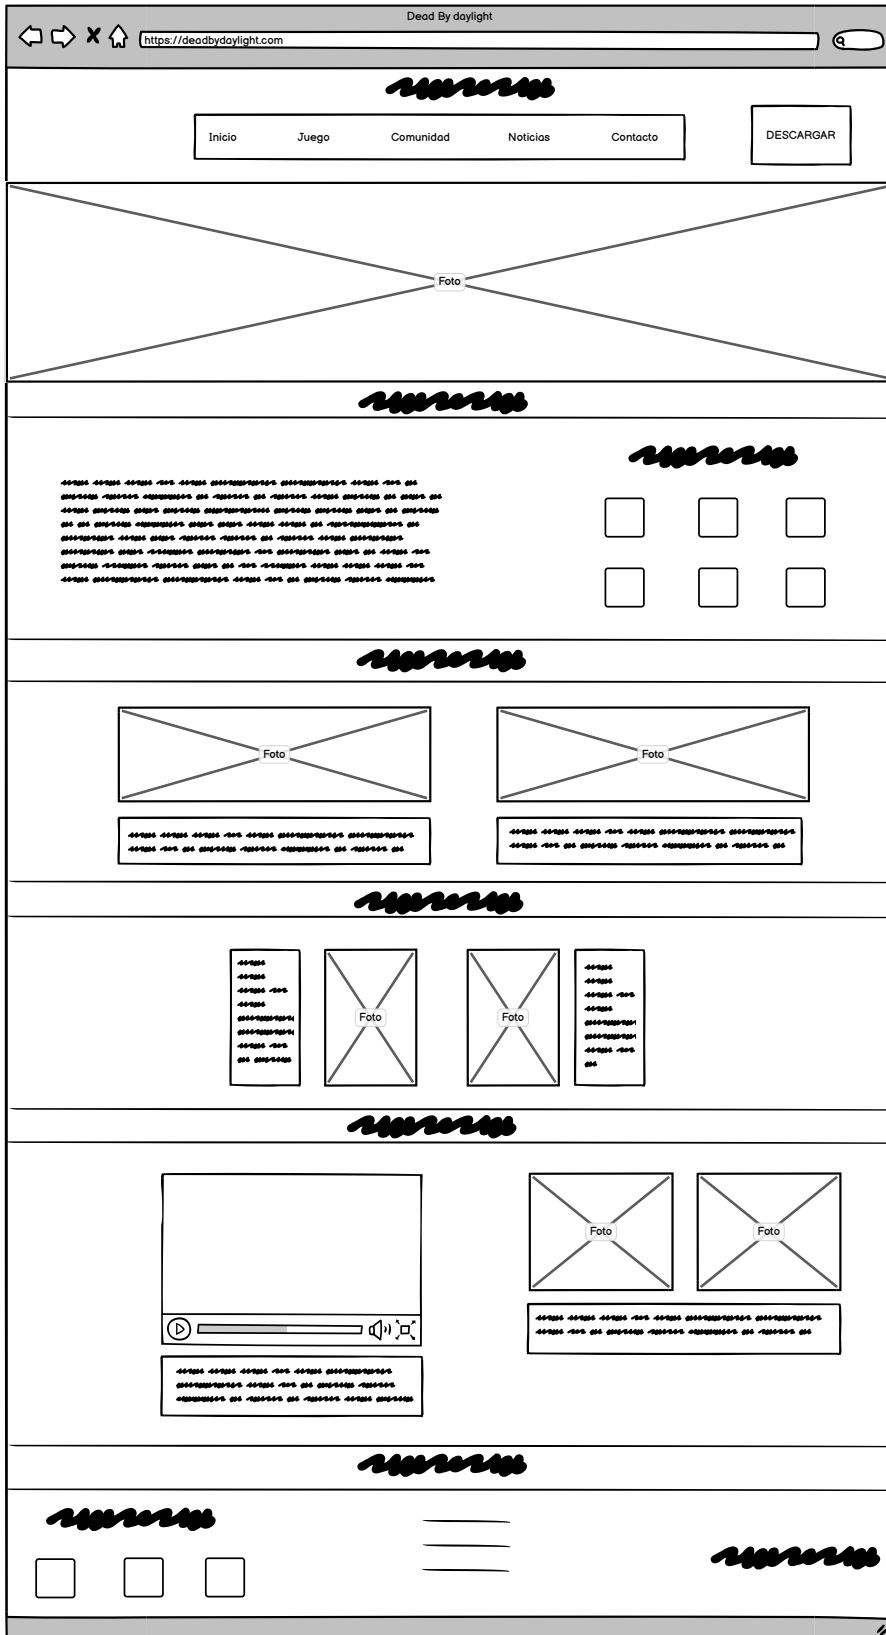 Dead By daylight
https://deadbydaylight.com
Inicio Juego Comunidad Noticias Contacto
DESCARGAR
Foto
Foto Foto
Foto Foto
Foto Foto